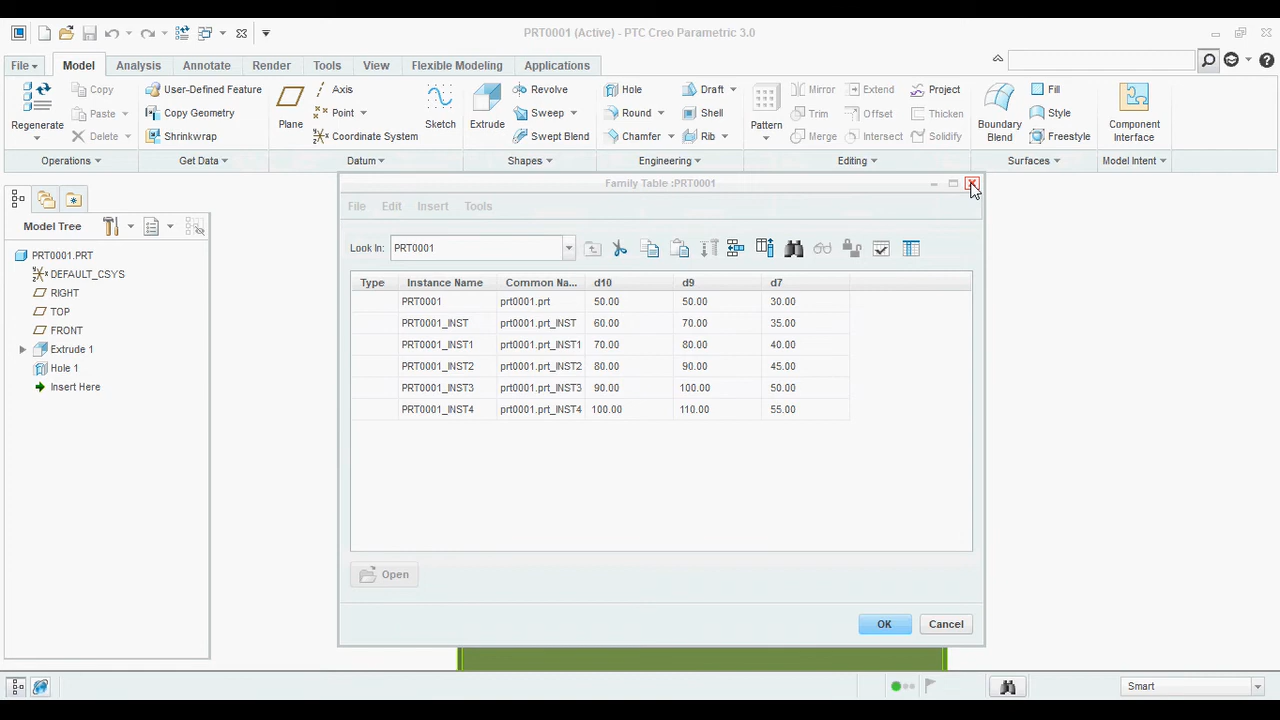 PRT0001 (Active) - PTC Creo Parametric 3.0
File Model Analysis Annotate Render Tools View Flexible Modeling Applications
Regenerate Copy Paste Delete
User-Defined Feature Copy Geometry Shrinkwrap
Plane Axis Point Coordinate System Sketch
Extrude Revolve Sweep Swept Blend
Hole Round Chamfer Draft Shell Rib
Pattern Mirror Trim Merge Extend Offset Intersect Project Thicken Solidify
Boundary Blend Fill Style Freestyle
Component Interface
Operations Get Data Datum Shapes Engineering Editing Surfaces Model Intent
Model Tree
PRT0001.PRT
DEFAULT_CSYS
RIGHT
TOP
FRONT
Extrude 1
Hole 1
Insert Here
Family Table :PRT0001
File Edit Insert Tools
Look In: PRT0001
Type Instance Name Common Na... d10 d9 d7
PRT0001 prt0001.prt 50.00 50.00 30.00
PRT0001_INST prt0001.prt_INST 60.00 70.00 35.00
PRT0001_INST1 prt0001.prt_INST1 70.00 80.00 40.00
PRT0001_INST2 prt0001.prt_INST2 80.00 90.00 45.00
PRT0001_INST3 prt0001.prt_INST3 90.00 100.00 50.00
PRT0001_INST4 prt0001.prt_INST4 100.00 110.00 55.00
Open
OK Cancel
Smart